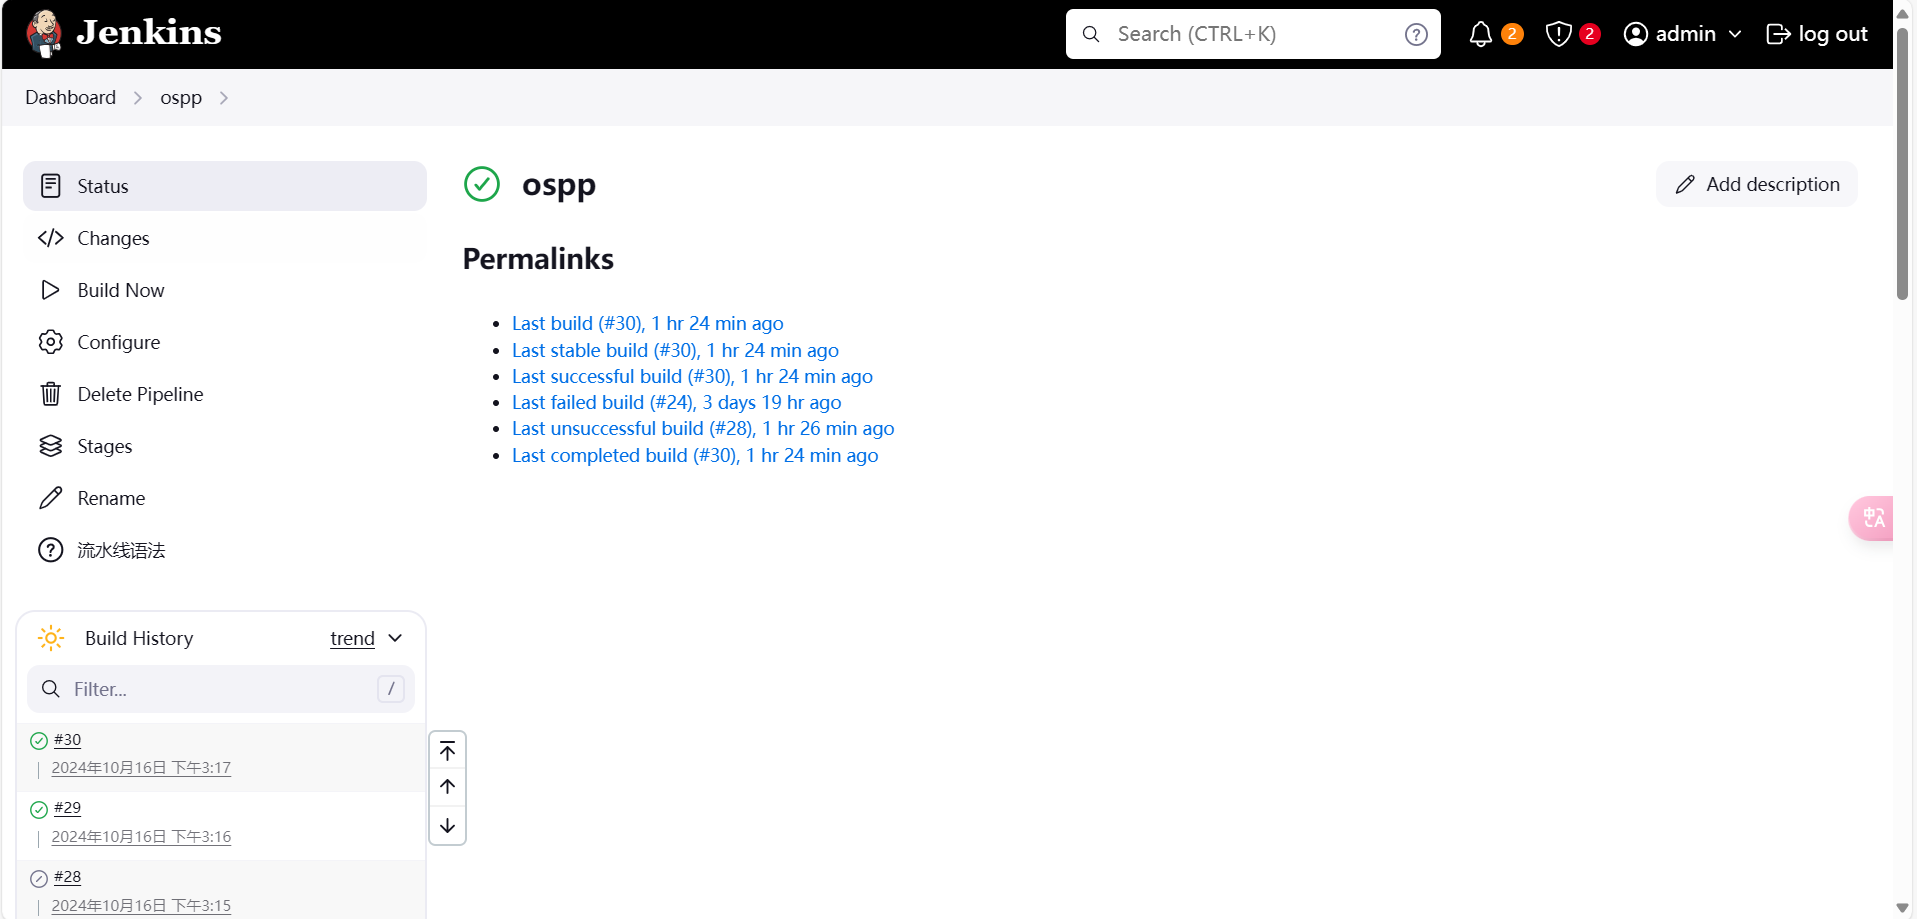 Jenkins
Search (CTRL+K)
?
2
2
admin
log out
Dashboard
ospp
Status
Changes
Build Now
Configure
Delete Pipeline
Stages
Rename
流水线语法
ospp
Add description
Permalinks
Last build (#30), 1 hr 24 min ago
Last stable build (#30), 1 hr 24 min ago
Last successful build (#30), 1 hr 24 min ago
Last failed build (#24), 3 days 19 hr ago
Last unsuccessful build (#28), 1 hr 26 min ago
Last completed build (#30), 1 hr 24 min ago
中A
Build History
trend
Filter...
/
#30
2024年10月16日 下午3:17
#29
2024年10月16日 下午3:16
#28
2024年10月16日 下午3:15